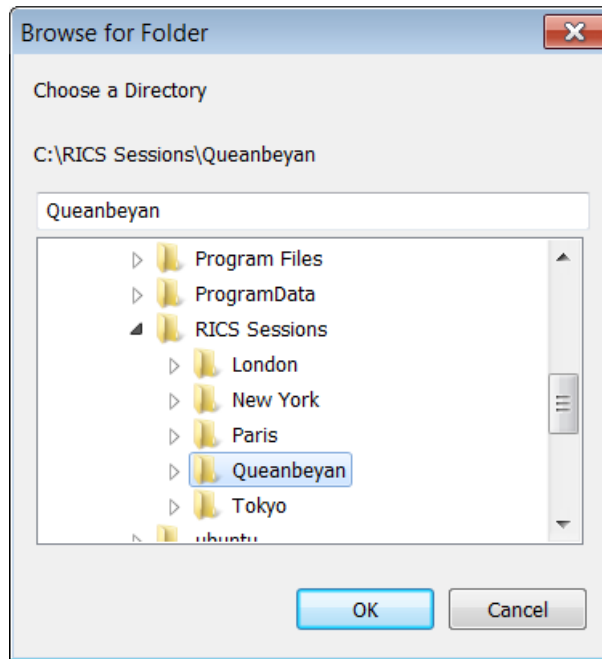 Browse for Folder
Choose a Directory
C:\RICS Sessions\Queanbeyan
Queanbeyan
Program Files
ProgramData
RICS Sessions
London
New York
Paris
Queanbeyan
Tokyo
ubuntu
OK Cancel